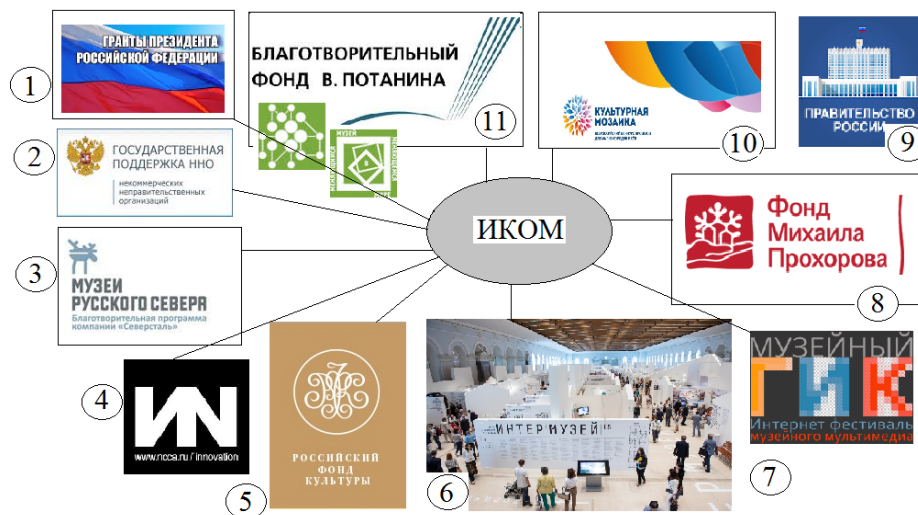 1
ГРАНТЫ ПРЕЗИДЕНТА
РОССИЙСКОЙ ФЕДЕРАЦИИ
2
ГОСУДАРСТВЕННАЯ
ПОДДЕРЖКА ННО
некоммерческих
неправительственных
организаций
3
МУЗЕИ
РУССКОГО СЕВЕРА
Благотворительная программа
компании «Северсталь»
4
www.ncca.ru / innovation
5
РОССИЙСКИЙ
ФОНД
КУЛЬТУРЫ
6
ИНТЕРМУЗЕЙ
7
МУЗЕЙНЫЙ
ГИК
Интернет фестиваль
музейного мультимедиа
8
Фонд
Михаила
Прохорова
9
ПРАВИТЕЛЬСТВО
РОССИИ
10
КУЛЬТУРНАЯ
МОЗАИКА
11
БЛАГОТВОРИТЕЛЬНЫЙ
ФОНД В. ПОТАНИНА
МУЗЕЙ
ИКОМ